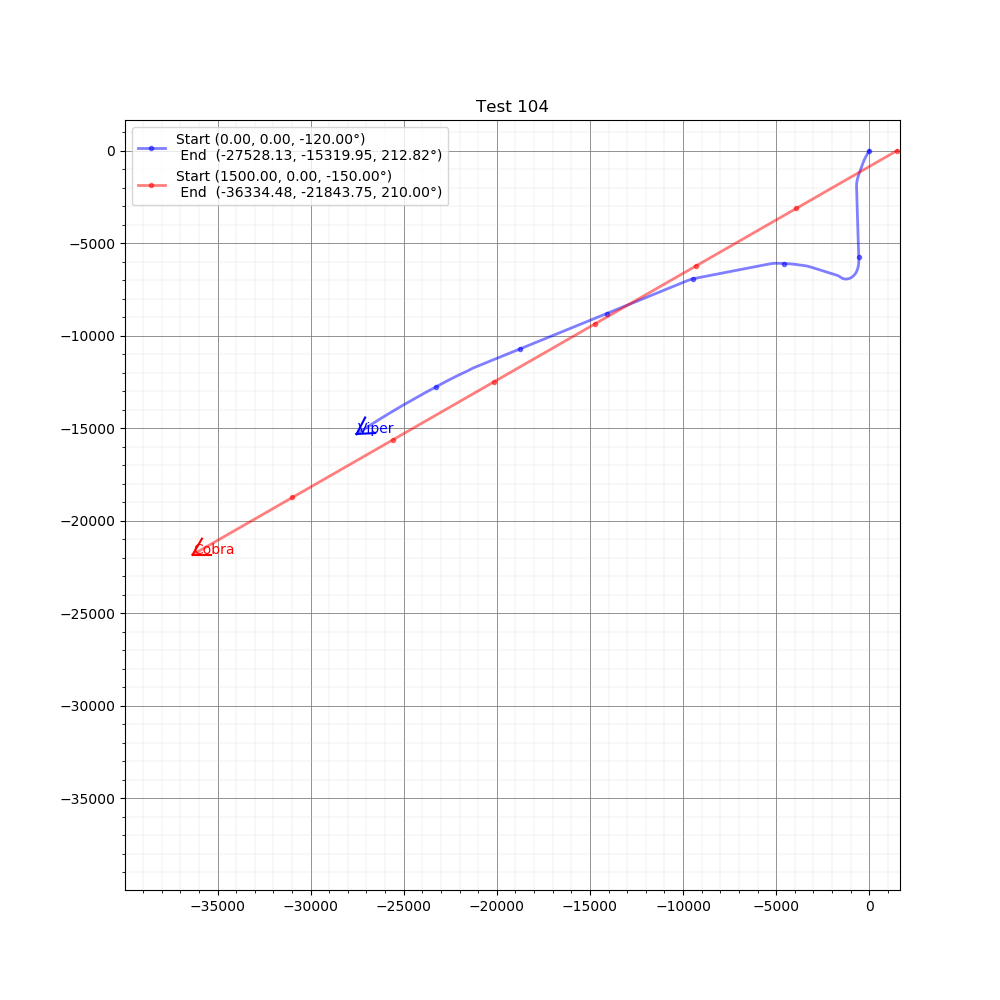 Test 104
Start (0.00, 0.00, -120.00°)
End (-27528.13, -15319.95, 212.82°)
Start (1500.00, 0.00, -150.00°)
End (-36334.48, -21843.75, 210.00°)
0
−5000
−10000
−15000
−20000
−25000
−30000
−35000
Viper
Cobra
−35000 −30000 −25000 −20000 −15000 −10000 −5000 0